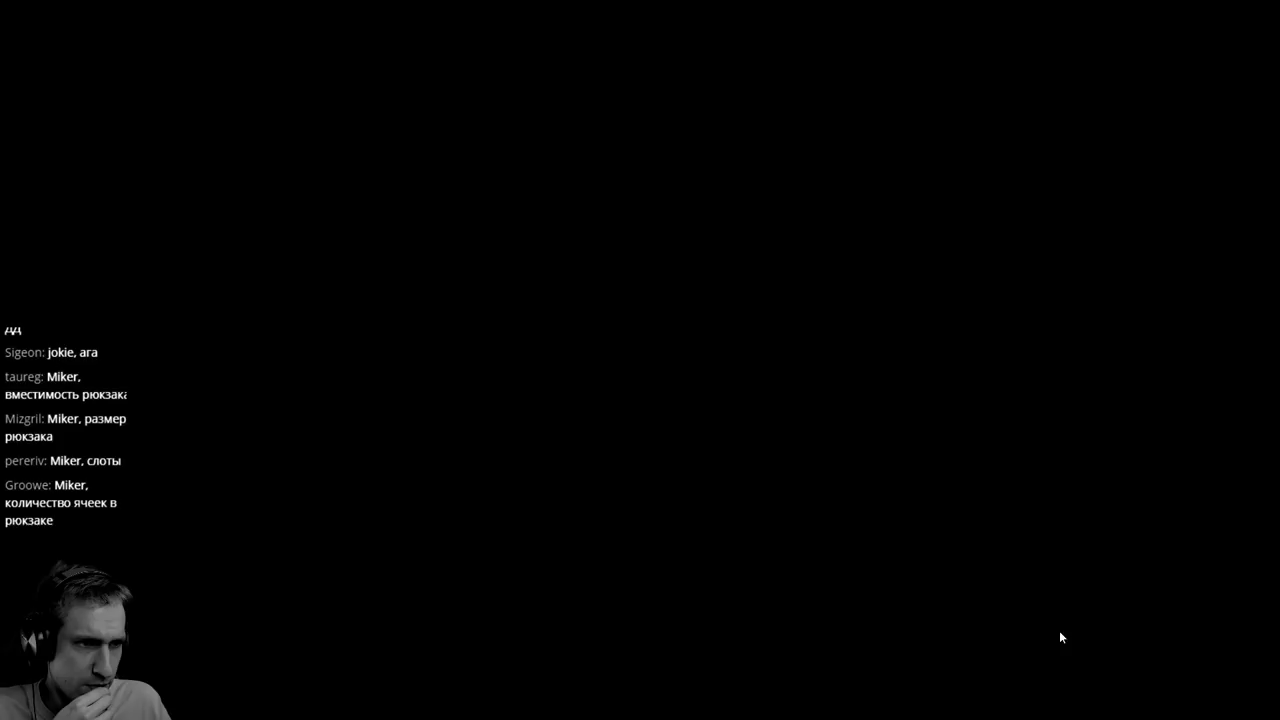 Sigeon: jokie, ага
taureg: Miker,
вместимость рюкзака
Mizgril: Miker, размер
рюкзака
pereriv: Miker, слоты
Groowe: Miker,
количество ячеек в
рюкзаке